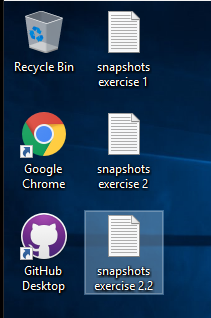 Recycle Bin
snapshots
exercise 1
Google
Chrome
snapshots
exercise 2
GitHub
Desktop
snapshots
exercise 2.2